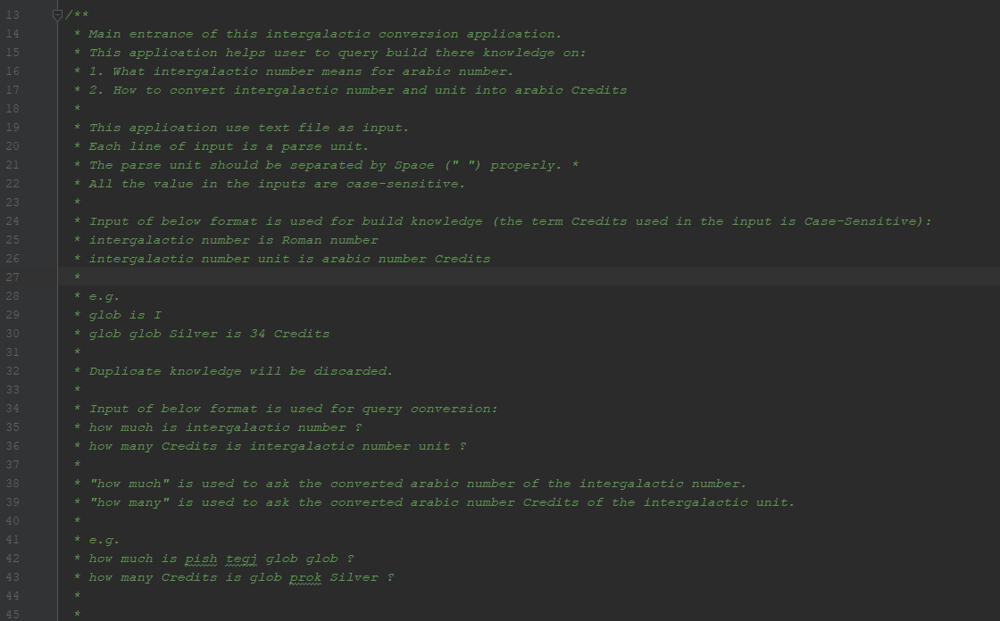 13 /**
14 * Main entrance of this intergalactic conversion application.
15 * This application helps user to query build there knowledge on:
16 * 1. What intergalactic number means for arabic number.
17 * 2. How to convert intergalactic number and unit into arabic Credits
18 *
19 * This application use text file as input.
20 * Each line of input is a parse unit.
21 * The parse unit should be separated by Space (" ") properly. *
22 * All the value in the inputs are case-sensitive.
23 *
24 * Input of below format is used for build knowledge (the term Credits used in the input is Case-Sensitive):
25 * intergalactic number is Roman number
26 * intergalactic number unit is arabic number Credits
27 *
28 * e.g.
29 * glob is I
30 * glob glob Silver is 34 Credits
31 *
32 * Duplicate knowledge will be discarded.
33 *
34 * Input of below format is used for query conversion:
35 * how much is intergalactic number ?
36 * how many Credits is intergalactic number unit ?
37 *
38 * "how much" is used to ask the converted arabic number of the intergalactic number.
39 * "how many" is used to ask the converted arabic number Credits of the intergalactic unit.
40 *
41 * e.g.
42 * how much is pish tegj glob glob ?
43 * how many Credits is glob prok Silver ?
44 *
45 *